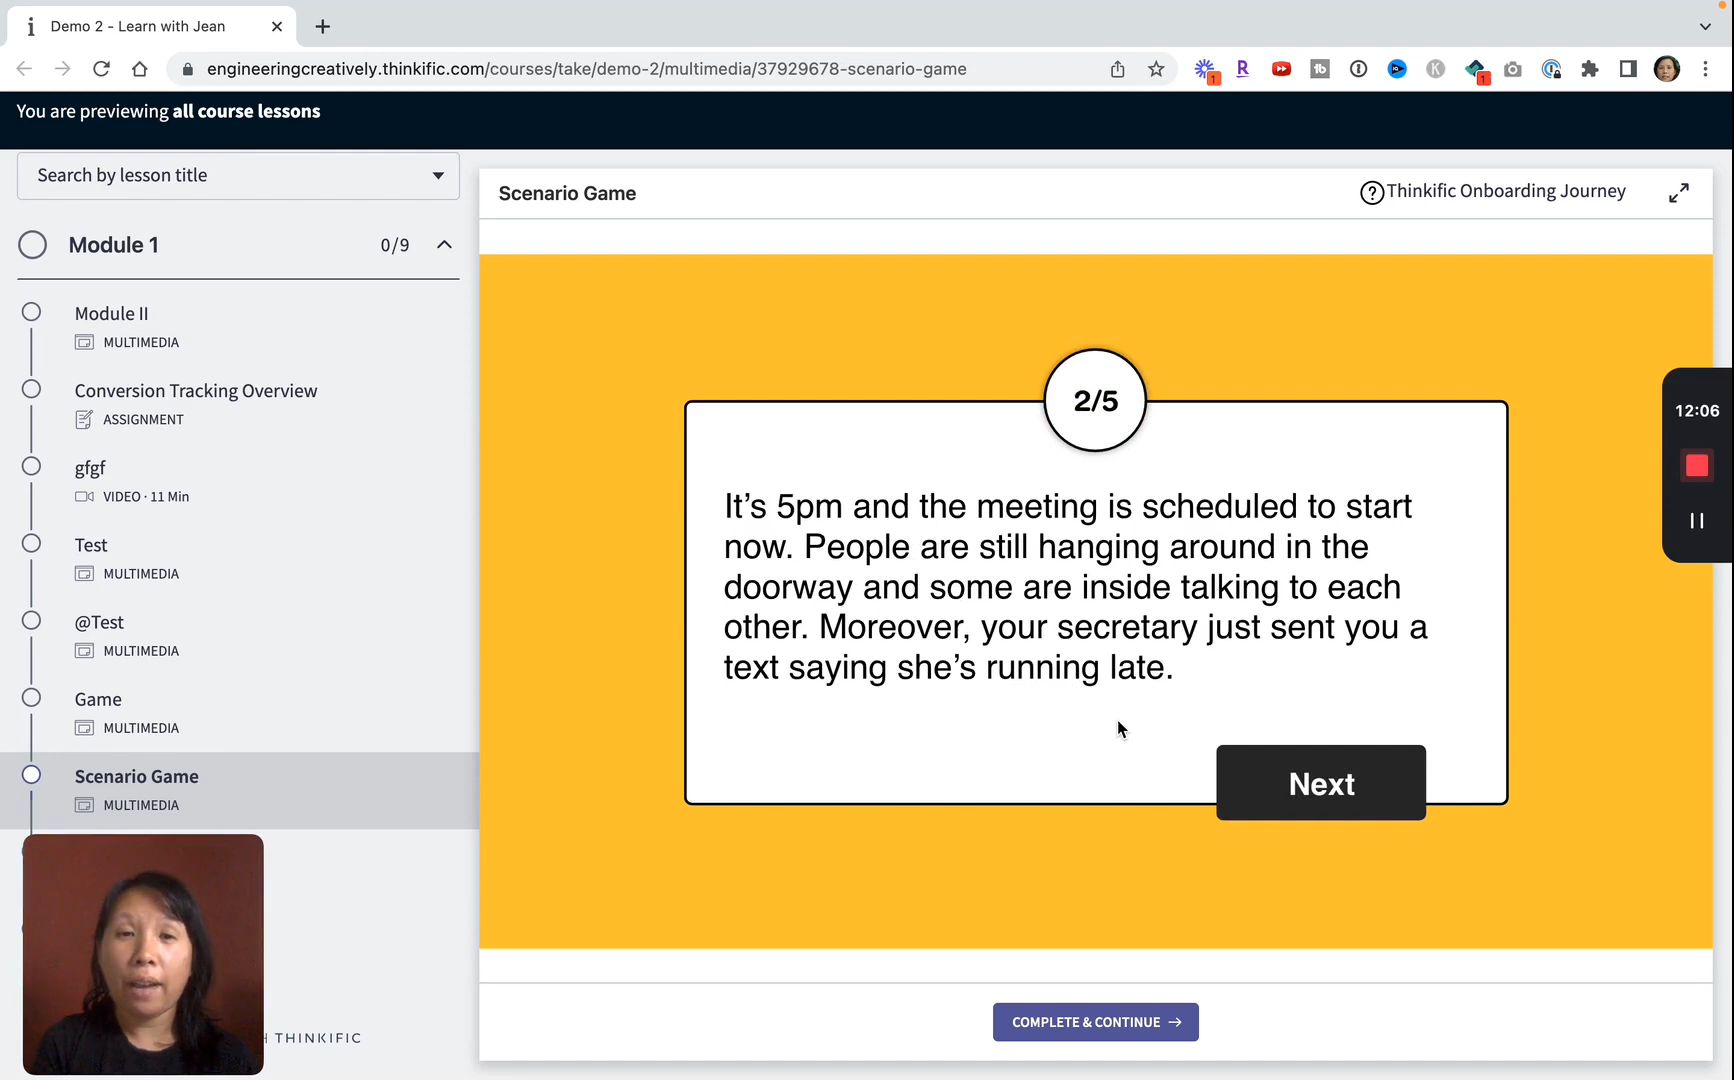 Demo 2 - Learn with Jean
engineeringcreatively.thinkific.com/courses/take/demo-2/multimedia/37929678-scenario-game
1
R
tb
K
1
You are previewing all course lessons
Search by lesson title
Module 1
0/9
Module II
MULTIMEDIA
Conversion Tracking Overview
ASSIGNMENT
gfgf
VIDEO · 11 Min
Test
MULTIMEDIA
@Test
MULTIMEDIA
Game
MULTIMEDIA
Scenario Game
MULTIMEDIA
H THINKIFIC
Scenario Game
Thinkific Onboarding Journey
2/5
It’s 5pm and the meeting is scheduled to start
now. People are still hanging around in the
doorway and some are inside talking to each
other. Moreover, your secretary just sent you a
text saying she’s running late.
Next
COMPLETE & CONTINUE →
12:06